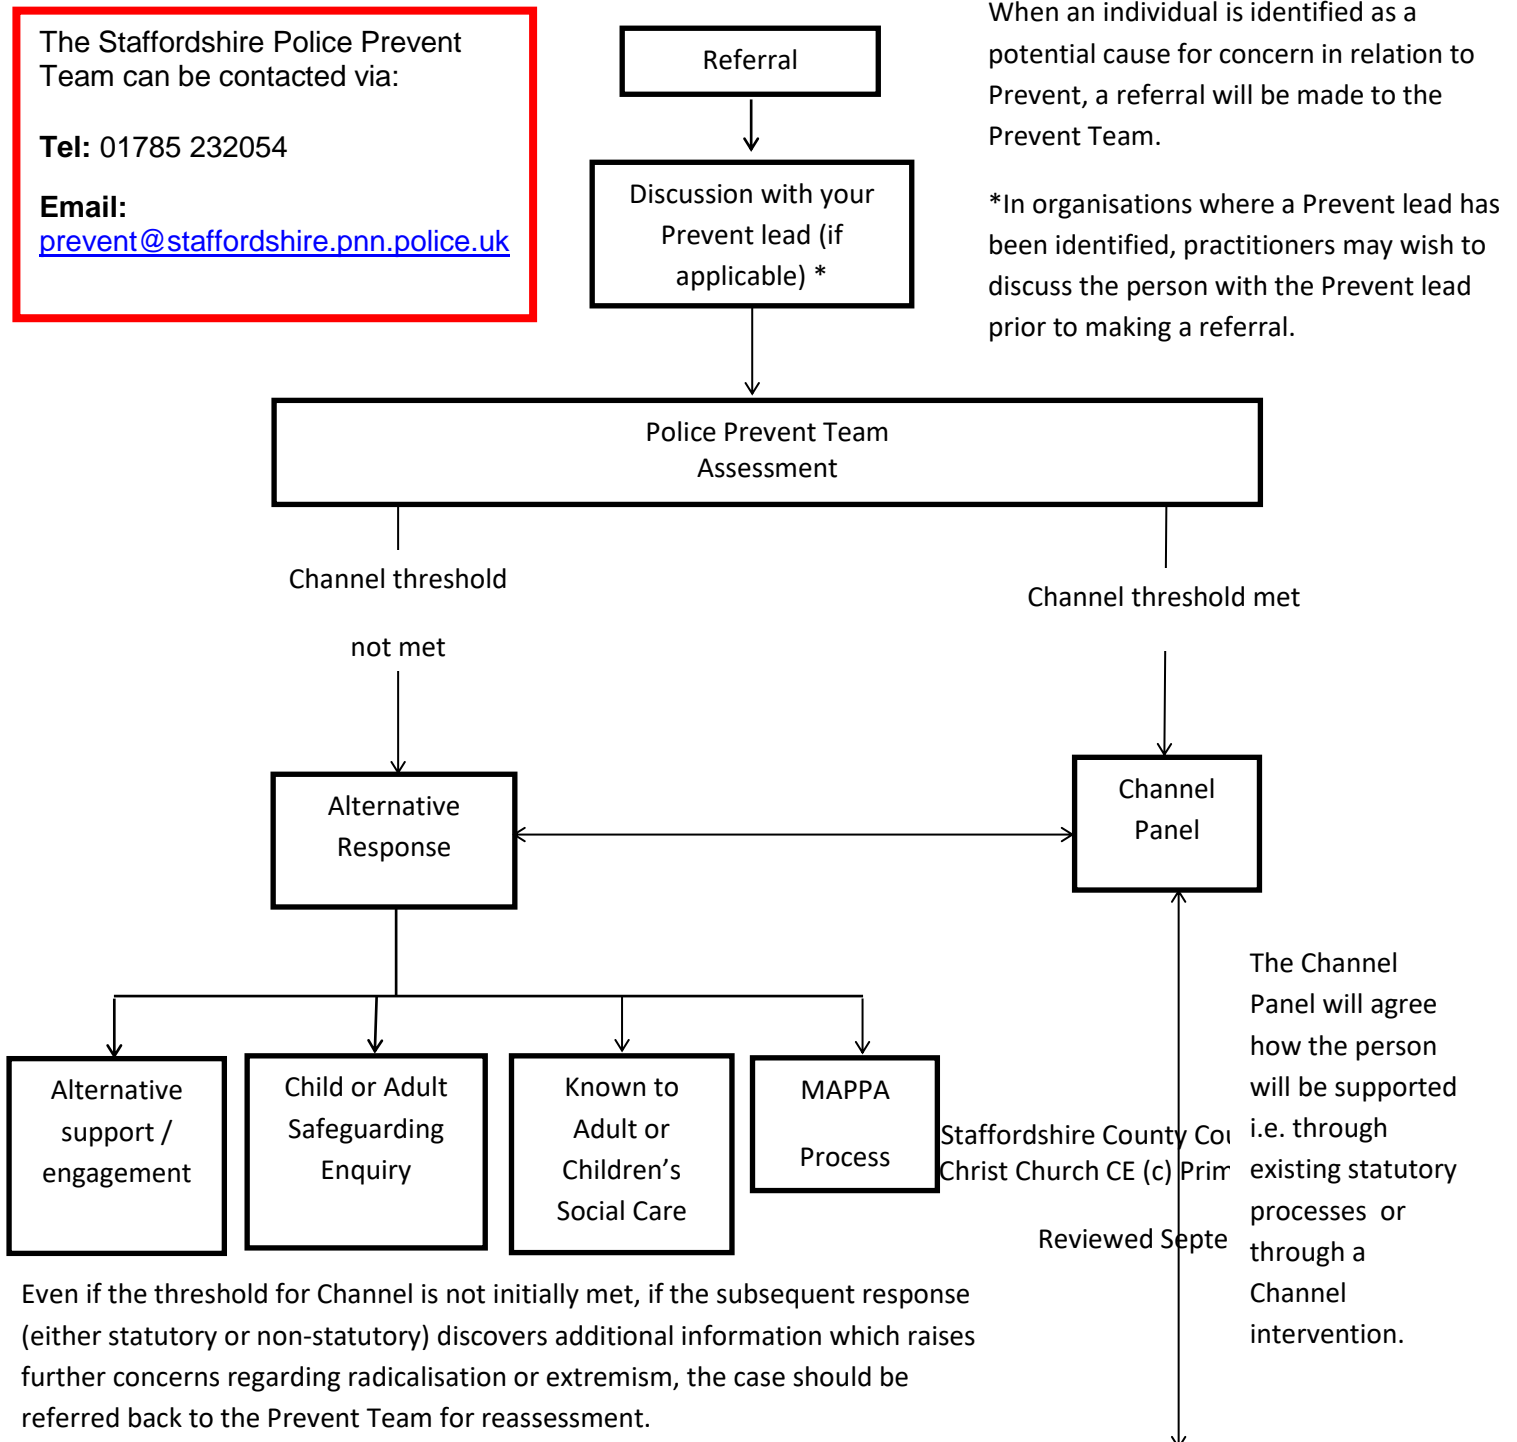 The Staffordshire Police Prevent
Team can be contacted via:
Tel: 01785 232054
Email:
prevent@staffordshire.pnn.police.uk
Referral
When an individual is identified as a
potential cause for concern in relation to
Prevent, a referral will be made to the
Prevent Team.
Discussion with your
Prevent lead (if
applicable) *
*In organisations where a Prevent lead has
been identified, practitioners may wish to
discuss the person with the Prevent lead
prior to making a referral.
Police Prevent Team
Assessment
Channel threshold
not met
Channel threshold met
Alternative
Response
Channel
Panel
Alternative
support /
engagement
Child or Adult
Safeguarding
Enquiry
Known to
Adult or
Children’s
Social Care
MAPPA
Process
Staffordshire County Cou
Christ Church CE (c) Prim
Reviewed Septe
The Channel
Panel will agree
how the person
will be supported
i.e. through
existing statutory
processes or
through a
Channel
intervention.
Even if the threshold for Channel is not initially met, if the subsequent response
(either statutory or non-statutory) discovers additional information which raises
further concerns regarding radicalisation or extremism, the case should be
referred back to the Prevent Team for reassessment.